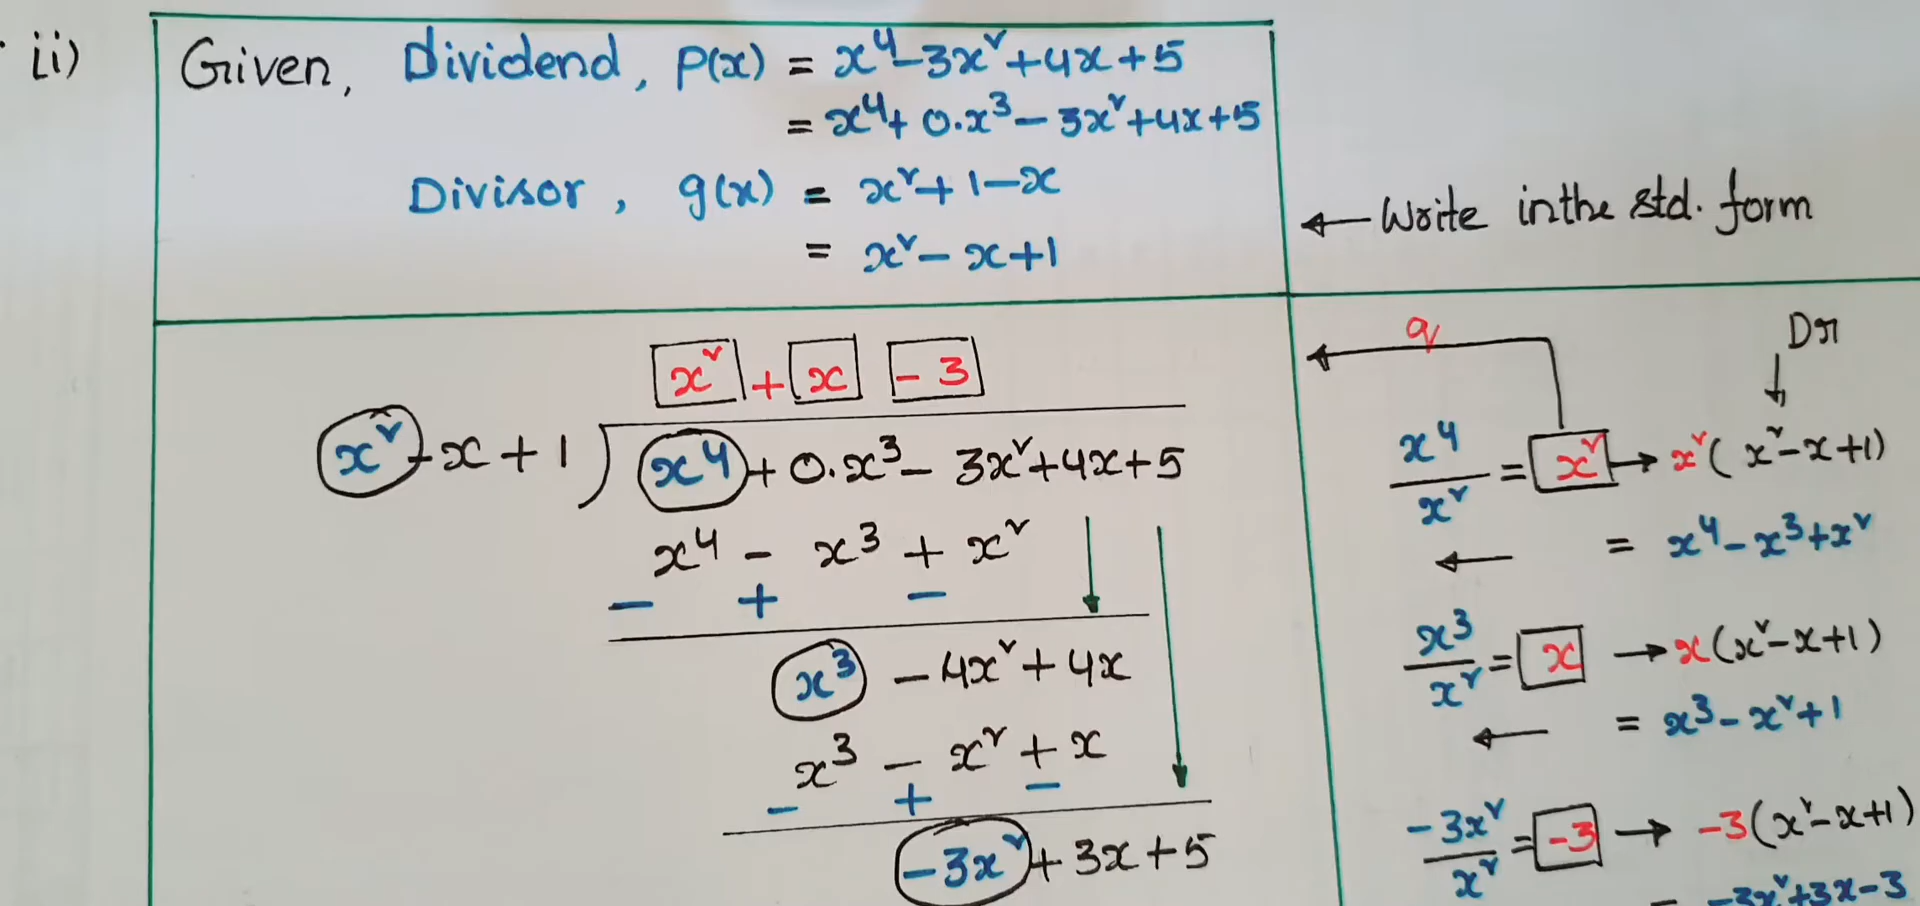 ii) Given, Dividend, p(x) = x⁴-3x²+4x+5
= x⁴+ 0.x³- 3x²+4x+5
Divisor, g(x) = x²+1-x
= x²- x+1
← Write in the std. form
x² + x - 3
x²-x+1 ) x⁴ + 0.x³- 3x²+4x+5
x⁴ - x³ + x²
- + -
x³ - 4x²+ 4x
x³ - x² + x
- + -
-3x²+ 3x+5
q
Dr
x⁴/x² = x² → x²( x²-x+1)
← = x⁴-x³+x²
x³/x² = x → x(x²-x+1)
← = x³-x²+1
-3x²/x² = -3 → -3(x²-x+1)
= -3x²+3x-3